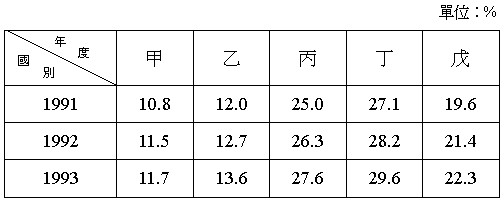 單位：%
年度
國別
甲 乙 丙 丁 戊
1991 10.8 12.0 25.0 27.1 19.6
1992 11.5 12.7 26.3 28.2 21.4
1993 11.7 13.6 27.6 29.6 22.3